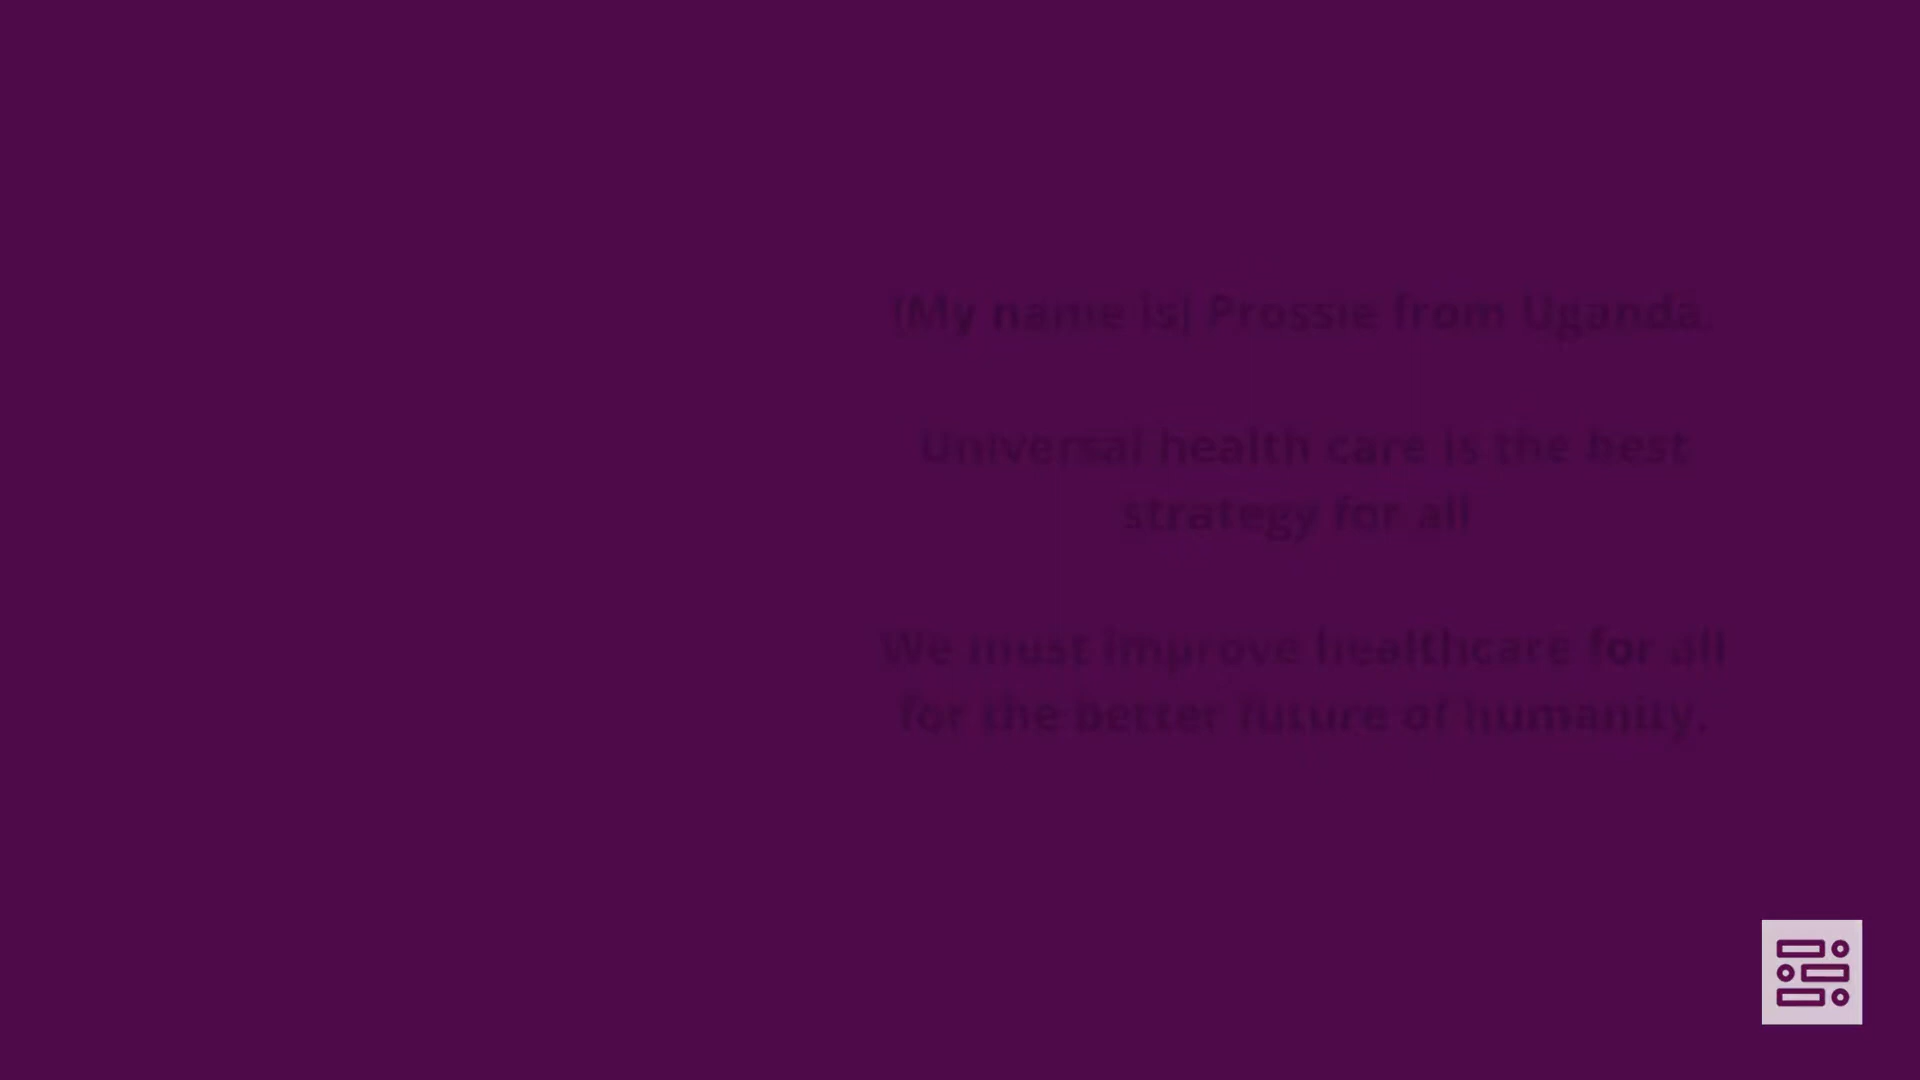 (My name is) Prossie from Uganda.
Universal health care is the best
strategy for all
We must improve healthcare for all
for the better future of humanity.